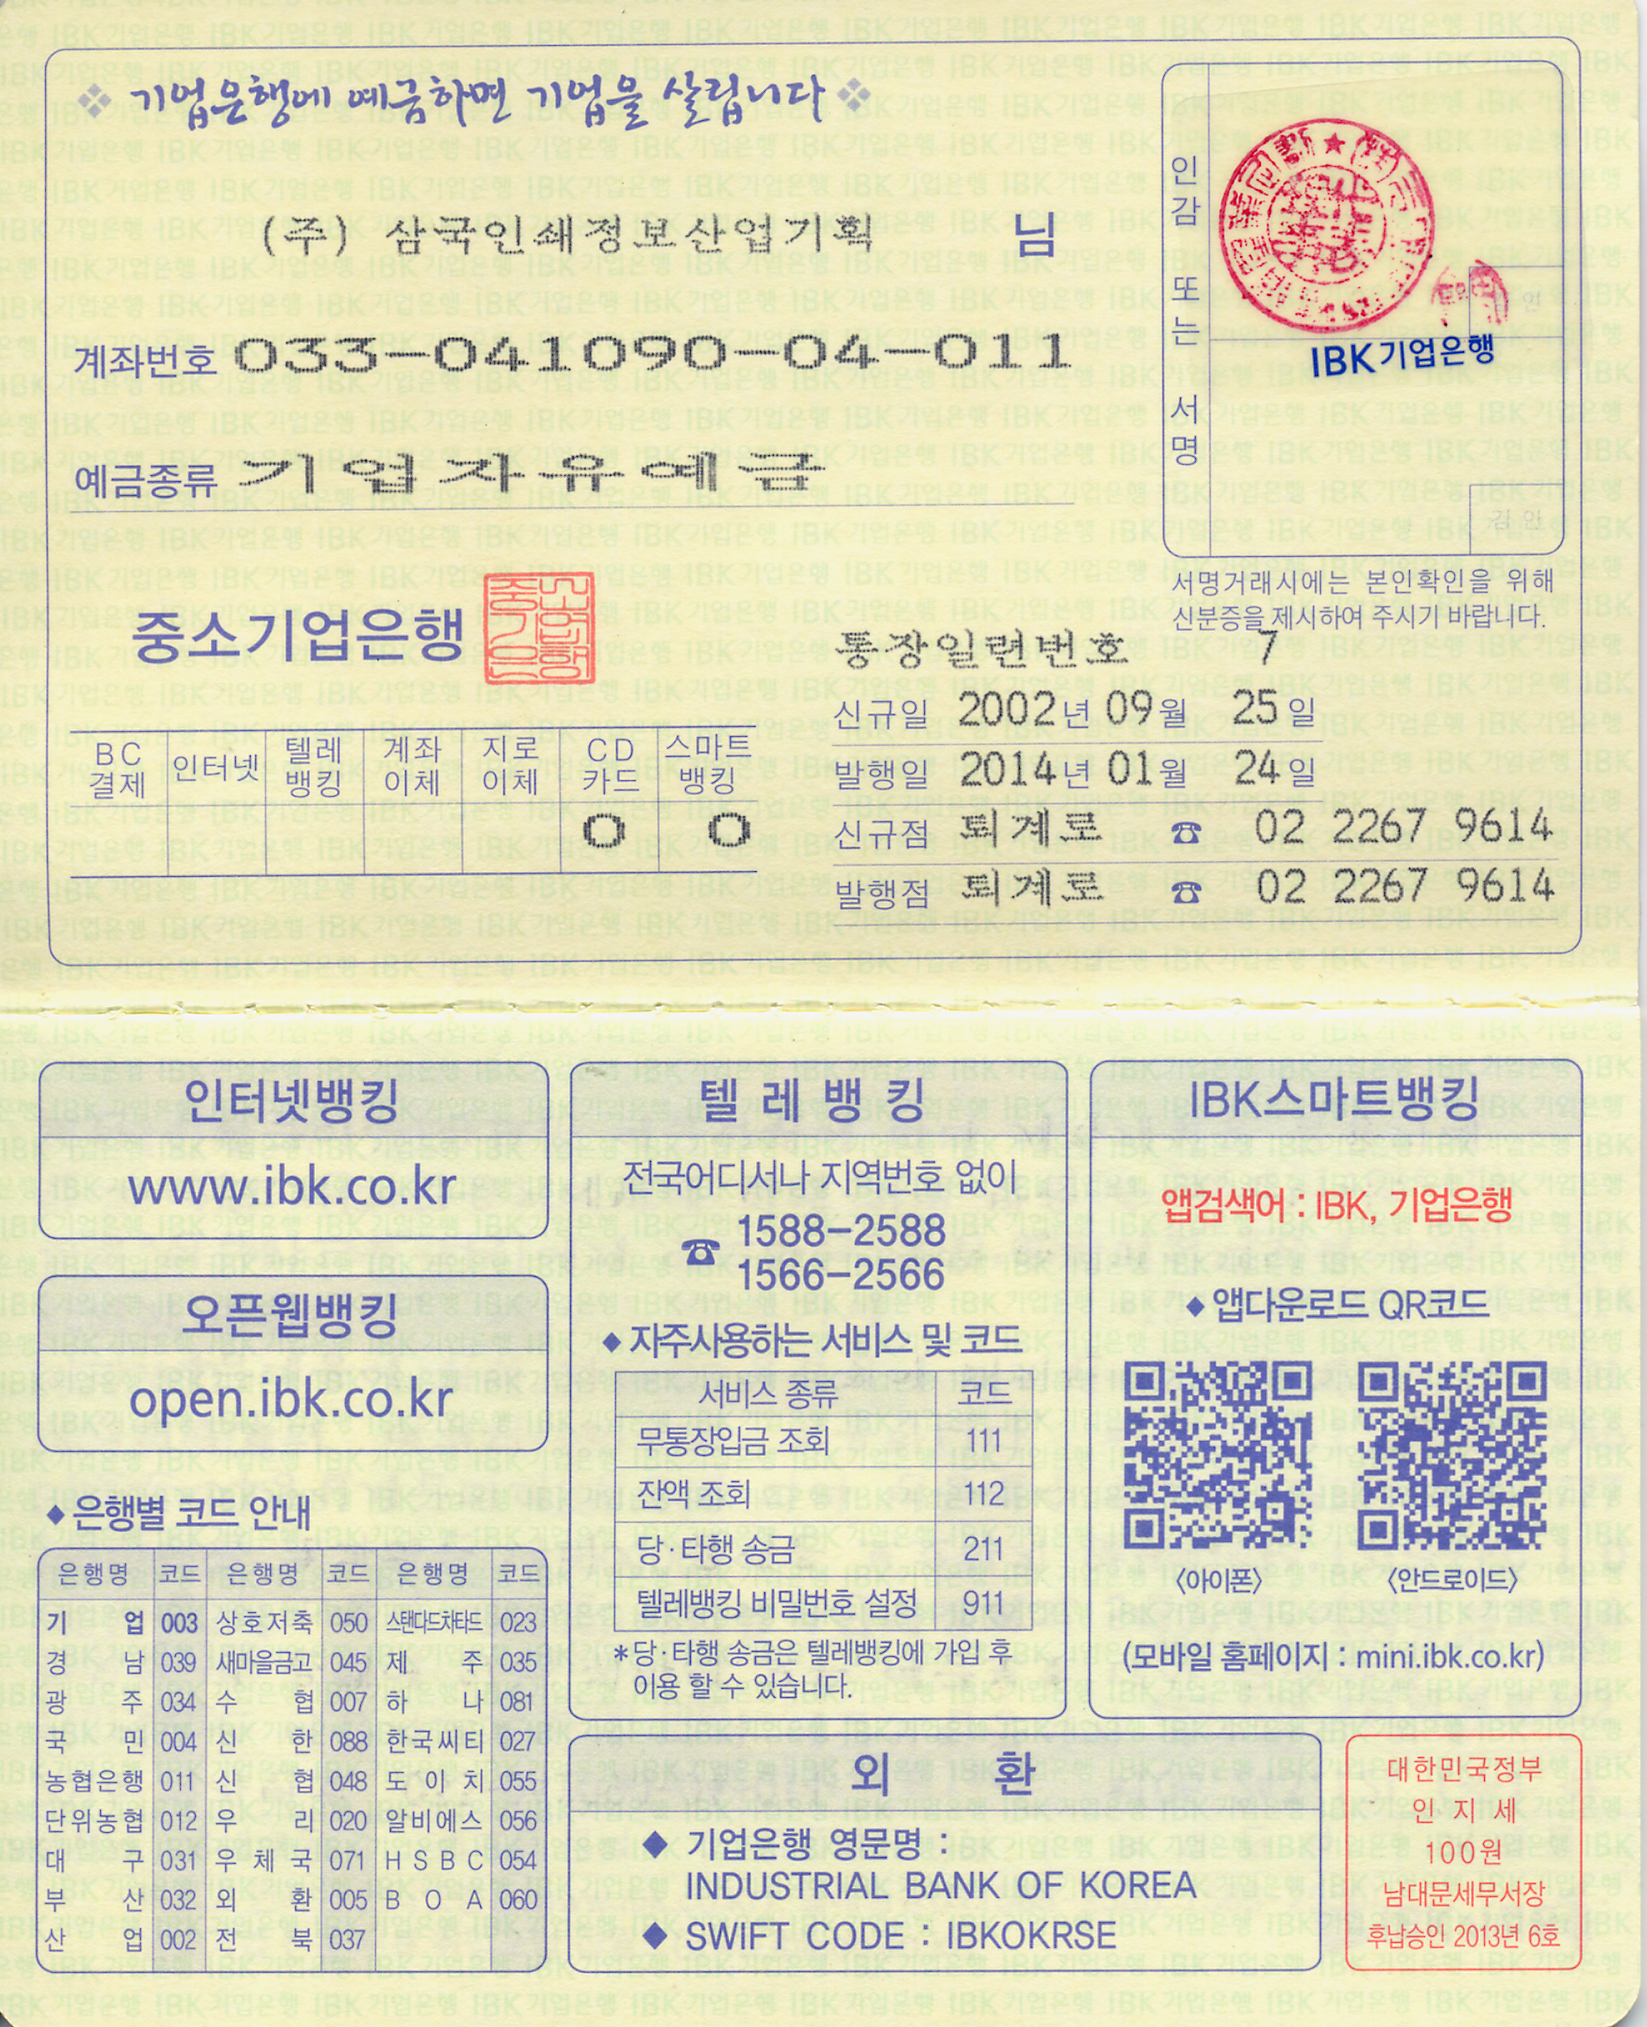 기업은행에 예금하면 기업을 살립니다
(주) 삼국인쇄정보산업기획 님
계좌번호 033-041090-04-011
예금종류 기업자유예금
중소기업은행
인감 또는 서명
IBK기업은행
검인
서명거래시에는 본인확인을 위해
신분증을 제시하여 주시기 바랍니다.
통장일련번호 7
신규일 2002년 09월 25일
발행일 2014년 01월 24일
신규점 퇴계로 ☎ 02 2267 9614
발행점 퇴계로 ☎ 02 2267 9614
BC결제 인터넷 텔레뱅킹 계좌이체 지로이체 CD카드 스마트뱅킹
O O
인터넷뱅킹
www.ibk.co.kr
오픈웹뱅킹
open.ibk.co.kr
◆은행별 코드 안내
은행명 코드 은행명 코드 은행명 코드
기업 003 상호저축 050 스탠다드차타드 023
경남 039 새마을금고 045 제주 035
광주 034 수협 007 하나 081
국민 004 신한 088 한국씨티 027
농협은행 011 신협 048 도이치 055
단위농협 012 우리 020 알비에스 056
대구 031 우체국 071 HSBC 054
부산 032 외환 005 BOA 060
산업 002 전북 037
텔레뱅킹
전국어디서나 지역번호 없이
☎ 1588-2588
1566-2566
◆자주사용하는 서비스 및 코드
서비스 종류 코드
무통장입금 조회 111
잔액 조회 112
당·타행 송금 211
텔레뱅킹 비밀번호 설정 911
*당·타행 송금은 텔레뱅킹에 가입 후
이용 할 수 있습니다.
IBK스마트뱅킹
앱검색어 : IBK, 기업은행
◆앱다운로드 QR코드
<아이폰> <안드로이드>
(모바일 홈페이지 : mini.ibk.co.kr)
외환
◆ 기업은행 영문명 :
INDUSTRIAL BANK OF KOREA
◆ SWIFT CODE : IBKOKRSE
대한민국정부
인지세
100원
남대문세무서장
후납승인 2013년 6호